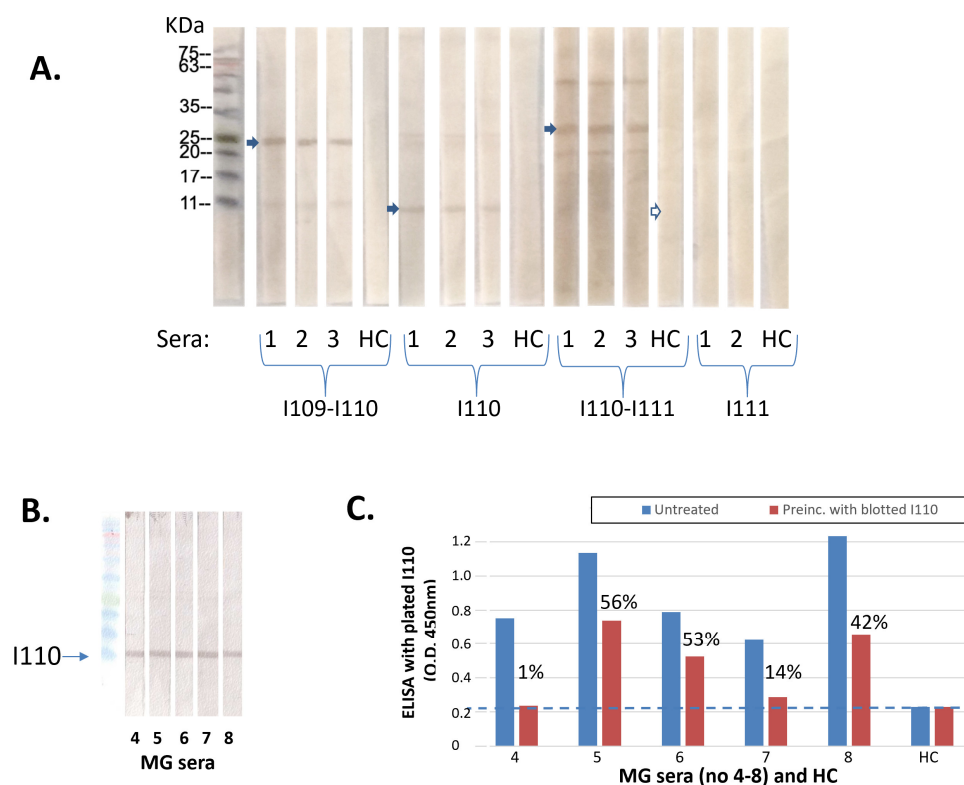 KDa
A.
75--
63--
35--
25--
20--
17--
11--
Sera: 1 2 3 HC 1 2 3 HC 1 2 3 HC 1 2 HC
I109-I110 I110 I110-I111 I111
B.
I110
4 5 6 7 8
MG sera
C.
Untreated Preinc. with blotted I110
ELISA with plated I110
(O.D. 450nm)
1.2
1.0
0.8
0.6
0.4
0.2
0
1% 56% 53% 14% 42%
4 5 6 7 8 HC
MG sera (no 4-8) and HC